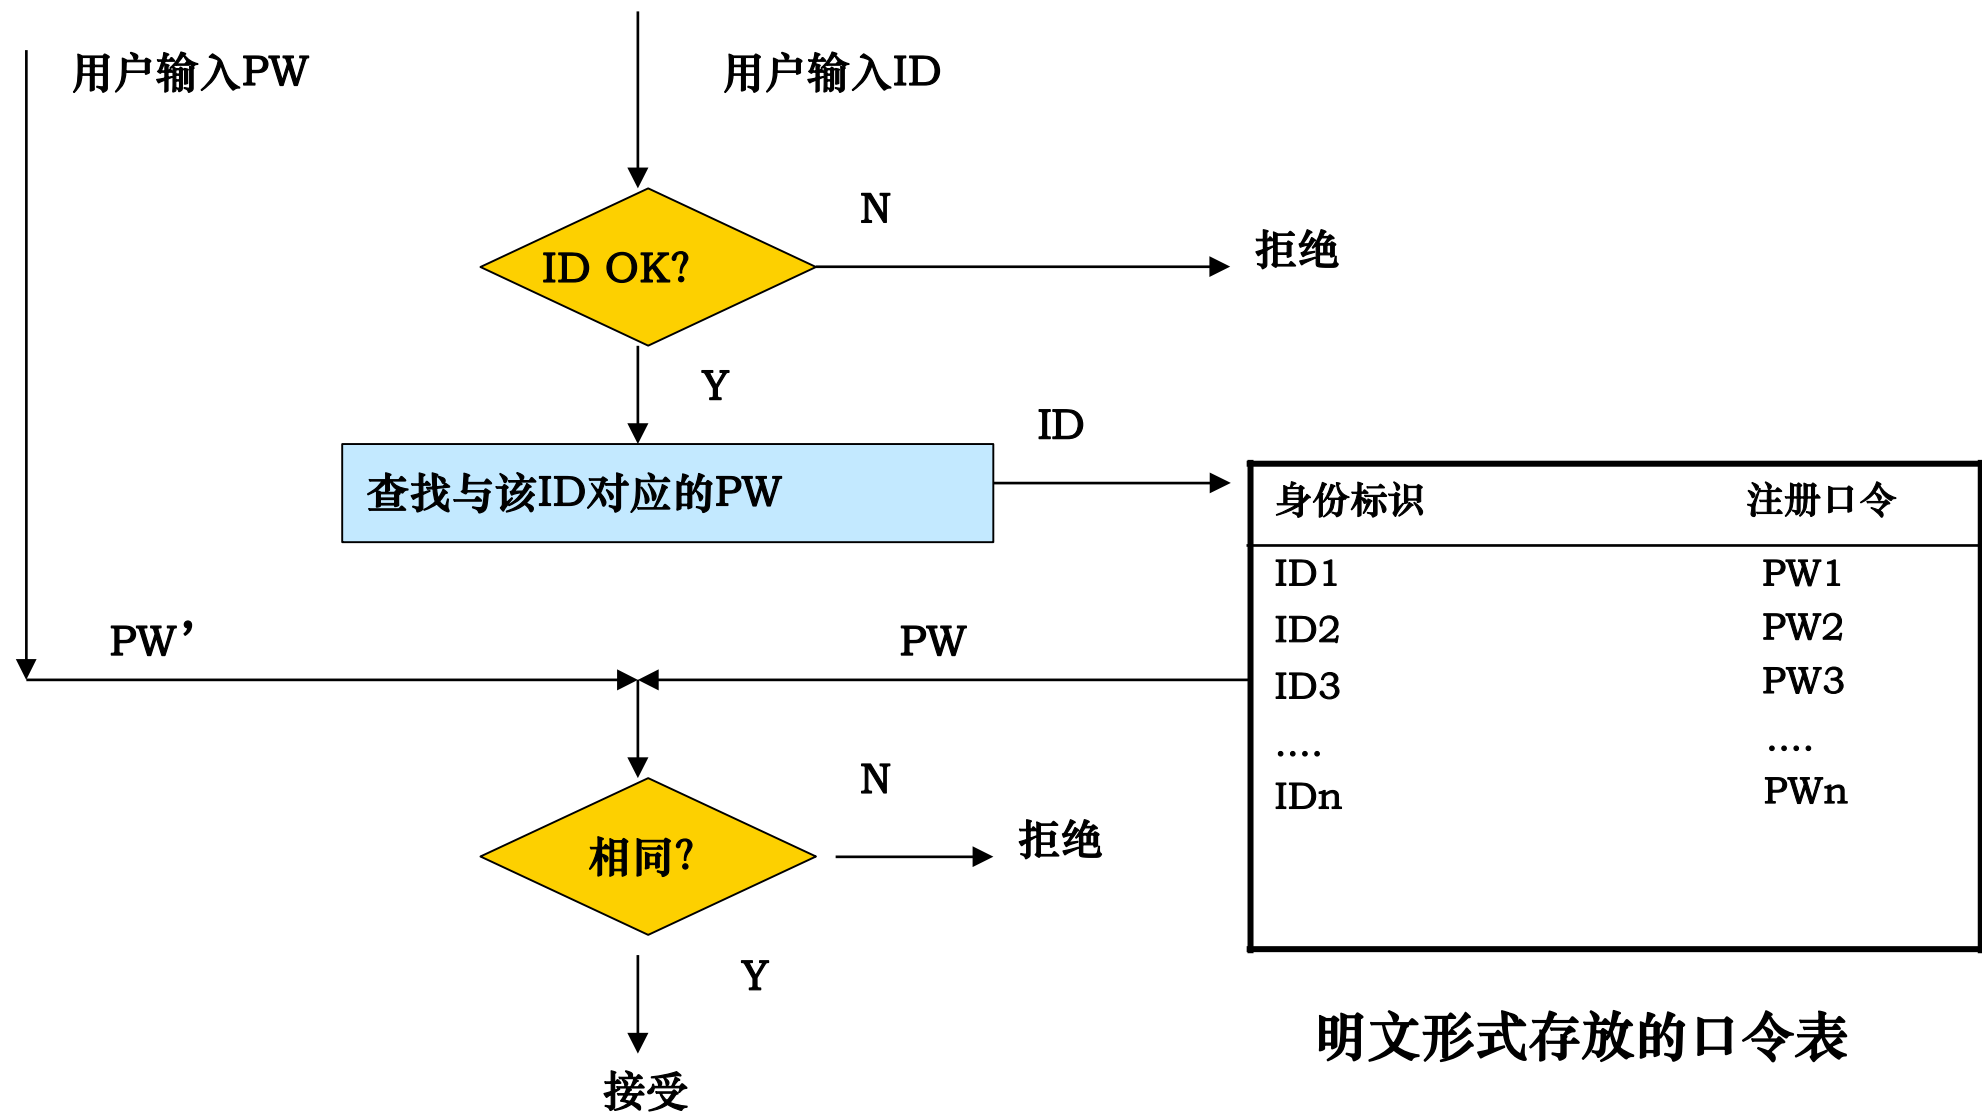 用户输入PW
用户输入ID
N
ID OK?
拒绝
Y
ID
查找与该ID对应的PW
身份标识 注册口令
ID1 PW1
ID2 PW2
ID3 PW3
.... ....
IDn PWn
PW’
PW
N
相同?
拒绝
Y
接受
明文形式存放的口令表